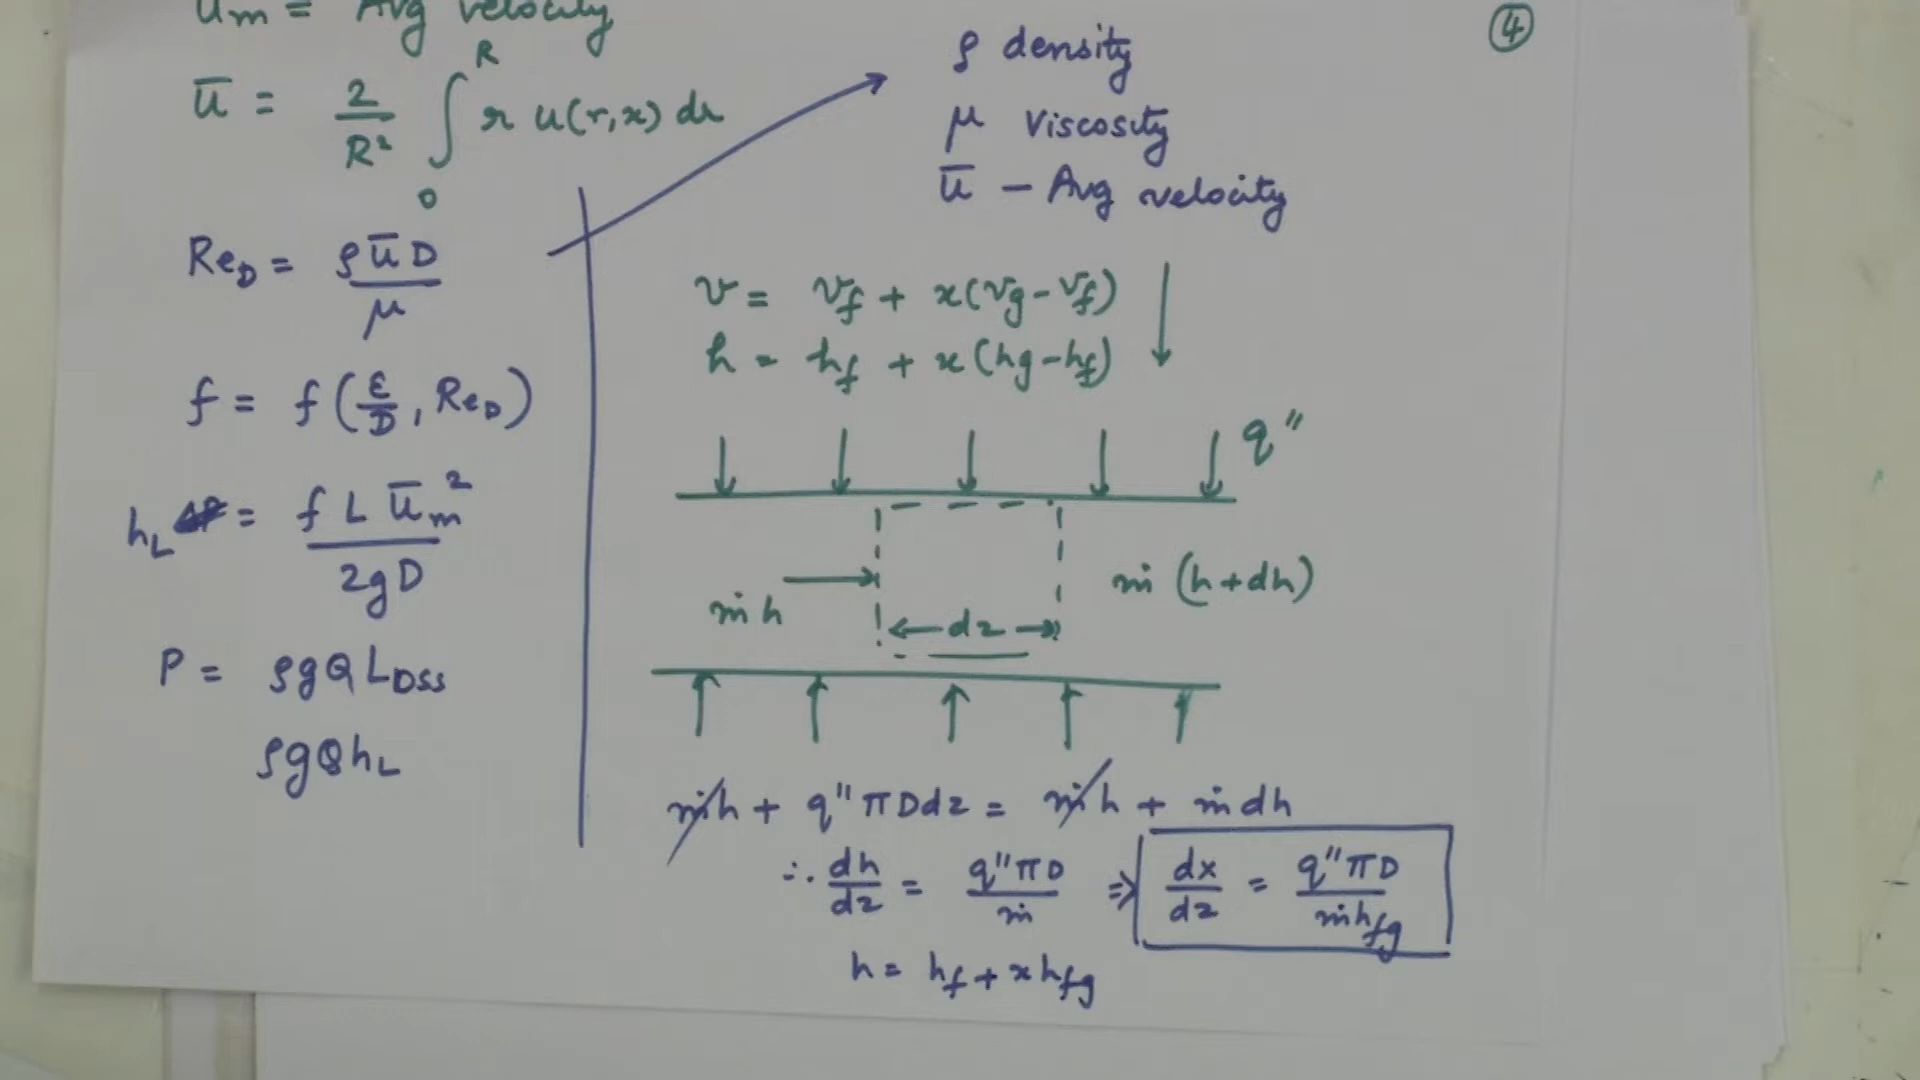 um = Avg velocity
ū = 2/R² ∫₀ᴿ r u(r,x) dr
Re_D = ρūD/μ
f = f(ε/D, Re_D)
h_L = f L ū_m²/2gD
P = ρgQ Loss
ρgQh_L
④
ρ density
μ Viscosity
ū – Avg velocity
v = v_f + x(v_g-v_f)
h = h_f + x(h_g-h_f)
q"
ṁh
dz
ṁ(h+dh)
ṁh + q"πDdz = ṁh + ṁdh
∴ dh/dz = q"πD/ṁ ⇒ dx/dz = q"πD/ṁh_fg
h = h_f + x h_fg